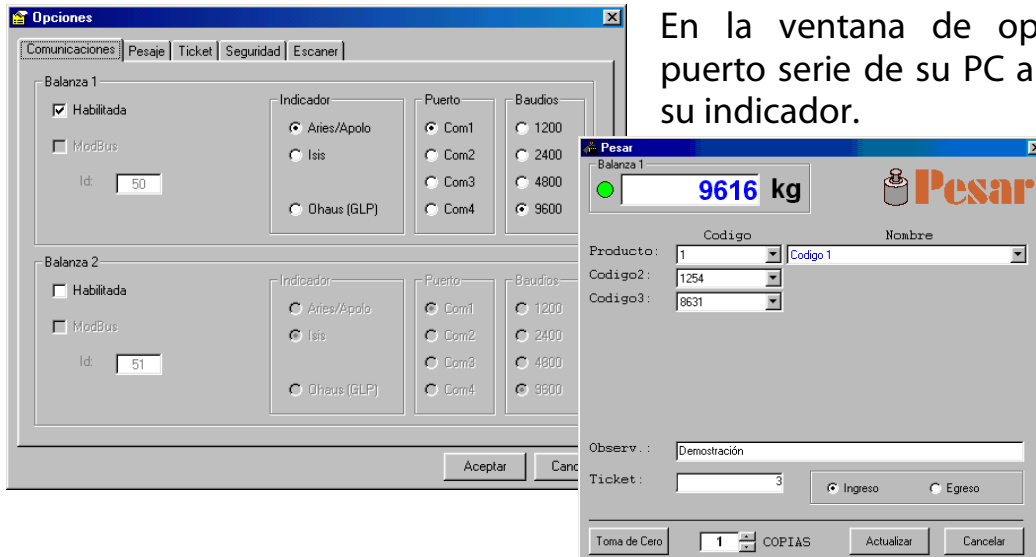 Opciones
Comunicaciones Pesaje Ticket Seguridad Escaner
Balanza 1
Habilitada
ModBus
Id: 50
Indicador
Aries/Apolo
Isis
Ohaus (GLP)
Puerto
Com1
Com2
Com3
Com4
Baudios
1200
2400
4800
9600
Balanza 2
Habilitada
ModBus
Id: 51
Indicador
Aries/Apolo
Isis
Ohaus (GLP)
Puerto
Com1
Com2
Com3
Com4
Baudios
1200
2400
4800
9600
Aceptar Canc
En la ventana de op
puerto serie de su PC a
su indicador.
Pesar
Balanza 1
9616 kg
Pesar
Codigo Nombre
Producto: 1 Codigo 1
Codigo2: 1254
Codigo3: 8631
Observ.: Demostración
Ticket: 3
Ingreso Egreso
Toma de Cero 1 COPIAS Actualizar Cancelar